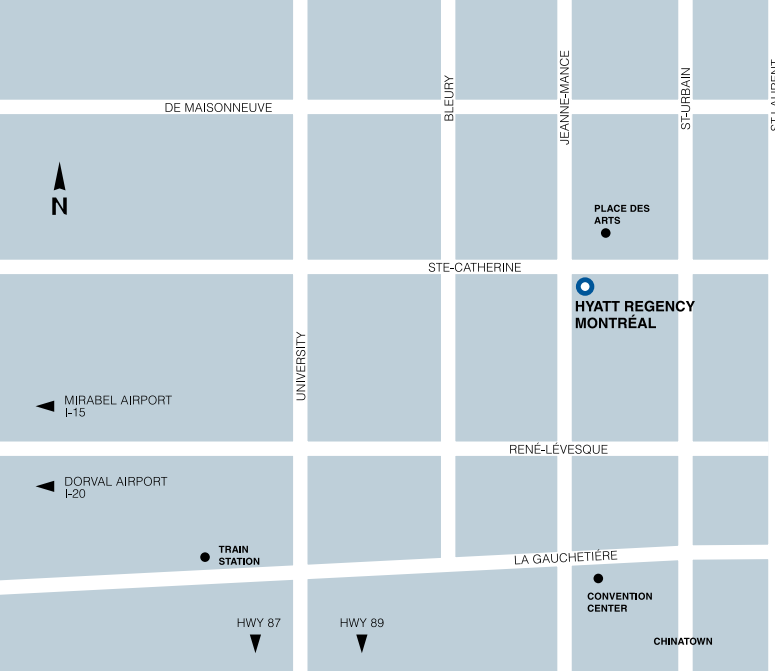 BLEURY
JEANNE-MANCE
ST-URBAIN
ST-LAURENT
DE MAISONNEUVE
N
PLACE DES
ARTS
STE-CATHERINE
HYATT REGENCY
MONTRÉAL
UNIVERSITY
MIRABEL AIRPORT
I-15
RENÉ-LÉVESQUE
DORVAL AIRPORT
I-20
TRAIN
STATION
LA GAUCHETIÉRE
CONVENTION
CENTER
HWY 87
HWY 89
CHINATOWN